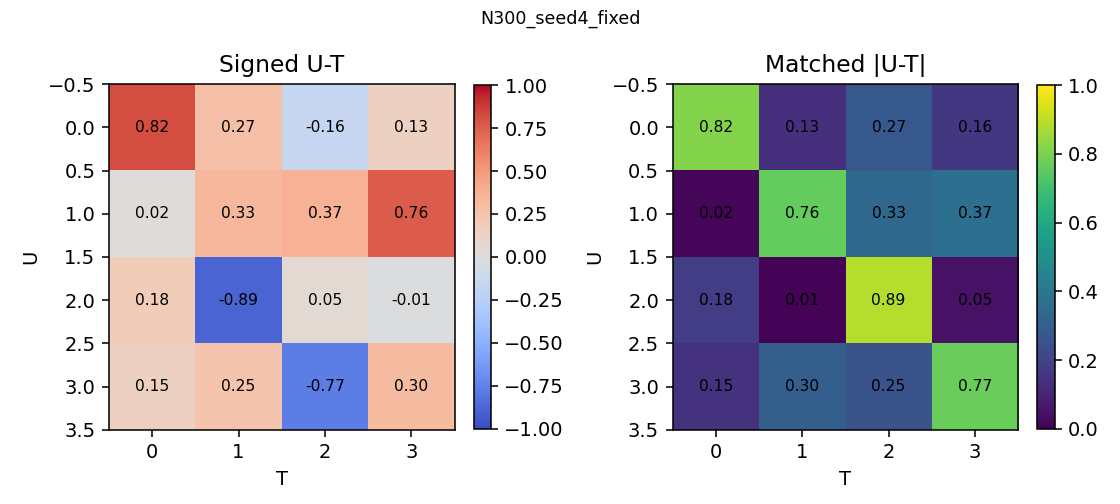 N300_seed4_fixed
Signed U-T
−0.5
0.0
0.5
1.0
1.5
2.0
2.5
3.0
3.5
U
0.82 0.27 -0.16 0.13
0.02 0.33 0.37 0.76
0.18 -0.89 0.05 -0.01
0.15 0.25 -0.77 0.30
0 1 2 3
T
1.00
0.75
0.50
0.25
0.00
−0.25
−0.50
−0.75
−1.00
Matched |U-T|
−0.5
0.0
0.5
1.0
1.5
2.0
2.5
3.0
3.5
U
0.82 0.13 0.27 0.16
0.02 0.76 0.33 0.37
0.18 0.01 0.89 0.05
0.15 0.30 0.25 0.77
0 1 2 3
T
1.0
0.8
0.6
0.4
0.2
0.0